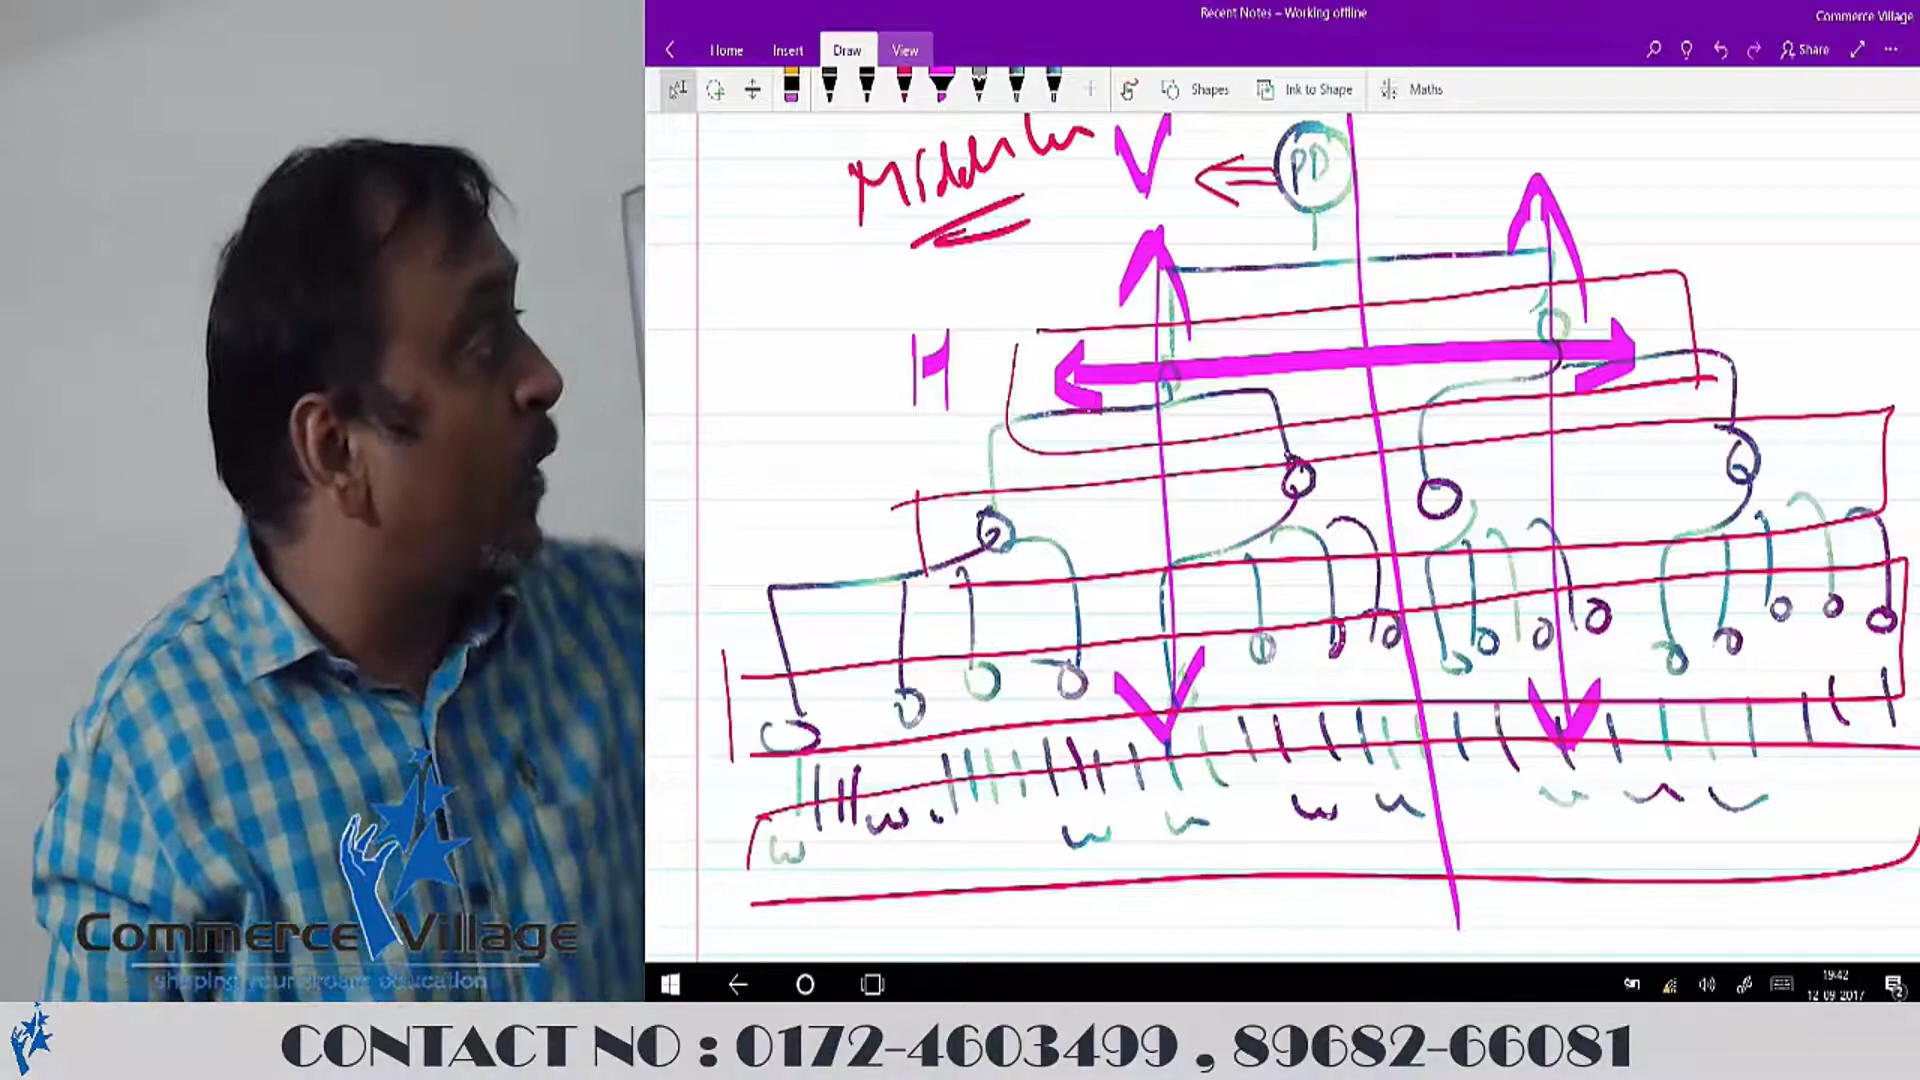 Recent Notes – Working offline
Commerce Village
Home Insert Draw View
Share
Shapes Ink to Shape Maths
V
PD
H
19:42
12-09-2017
2
Commerce Village
CONTACT NO : 0172-4603499 , 89682-66081